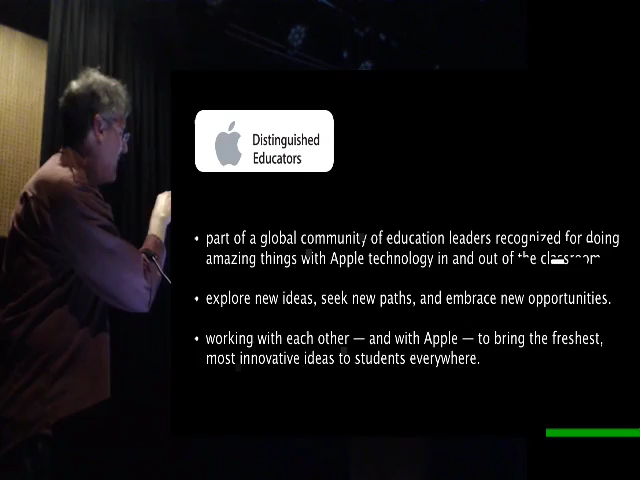 Distinguished
Educators
• part of a global community of education leaders recognized for doing
amazing things with Apple technology in and out of the classroom
• explore new ideas, seek new paths, and embrace new opportunities.
• working with each other — and with Apple — to bring the freshest,
most innovative ideas to students everywhere.